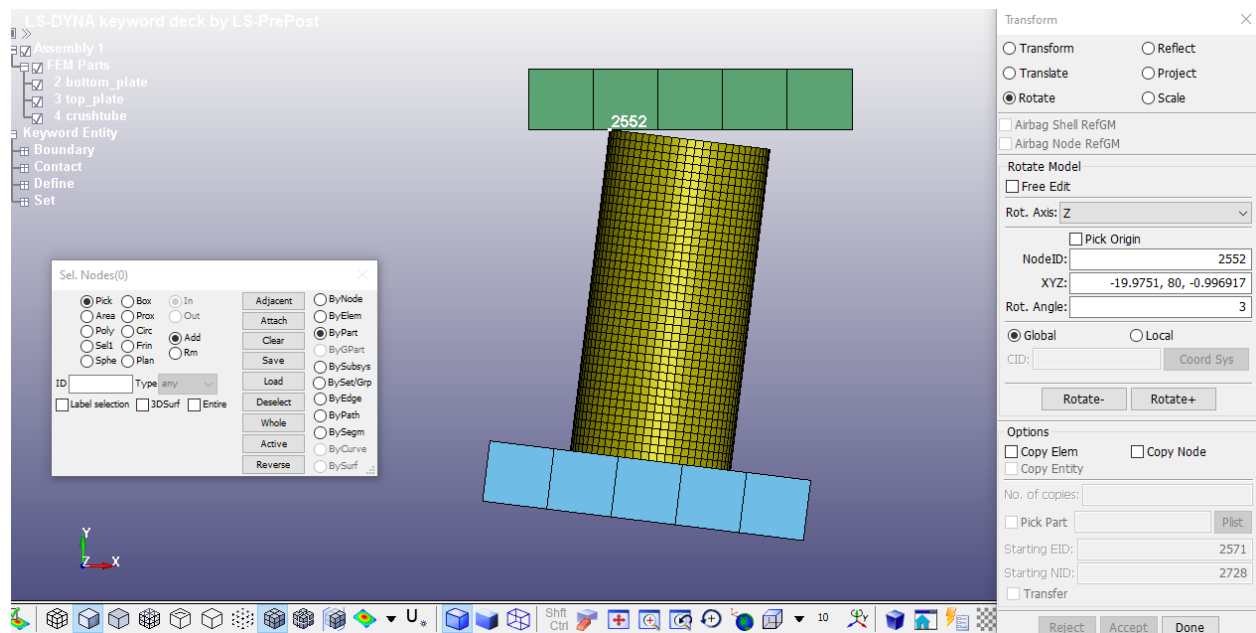 LS-DYNA keyword deck by LS-PrePost
Assembly 1
FEM Parts
2 bottom_plate
3 top_plate
4 crushtube
Keyword Entity
Boundary
Contact
Define
Set
2552
Sel. Nodes(0)
Pick Box In
Area Prox Out
Poly Circ Add
Sel1 Frin Rm
Sphe Plan
ID Type any
Label selection 3DSurf Entire
Adjacent
Attach
Clear
Save
Load
Deselect
Whole
Active
Reverse
ByNode
ByElem
ByPart
ByGPart
BySubsys
BySet/Grp
ByEdge
ByPath
BySegm
ByCurve
BySurf
Y
Z X
Transform
Transform Reflect
Translate Project
Rotate Scale
Airbag Shell RefGM
Airbag Node RefGM
Rotate Model
Free Edit
Rot. Axis: Z
Pick Origin
NodeID: 2552
XYZ: -19.9751, 80, -0.996917
Rot. Angle: 3
Global Local
CID: Coord Sys
Rotate- Rotate+
Options
Copy Elem Copy Node
Copy Entity
No. of copies:
Pick Part Plist
Starting EID: 2571
Starting NID: 2728
Transfer
Reject Accept Done
U
Shft
Ctrl
10